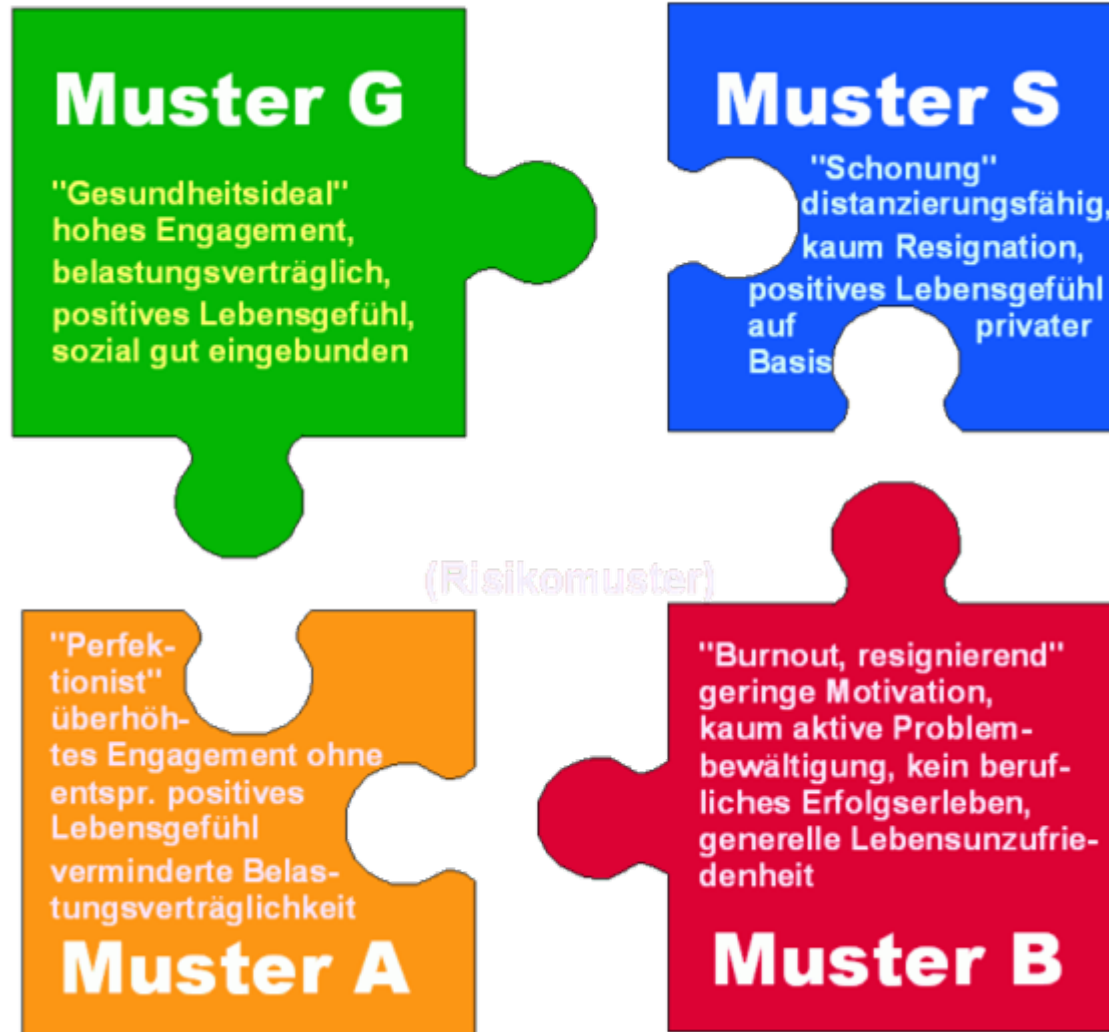 Muster G
"Gesundheitsideal"
hohes Engagement,
belastungsverträglich,
positives Lebensgefühl,
sozial gut eingebunden
Muster S
"Schonung"
distanzierungsfähig,
kaum Resignation,
positives Lebensgefühl
auf privater
Basis
(Risikomuster)
"Perfek-
tionist"
überhöh-
tes Engagement ohne
entspr. positives
Lebensgefühl
verminderte Belas-
tungsverträglichkeit
Muster A
"Burnout, resignierend"
geringe Motivation,
kaum aktive Problem-
bewältigung, kein beruf-
liches Erfolgserleben,
generelle Lebensunzufrie-
denheit
Muster B